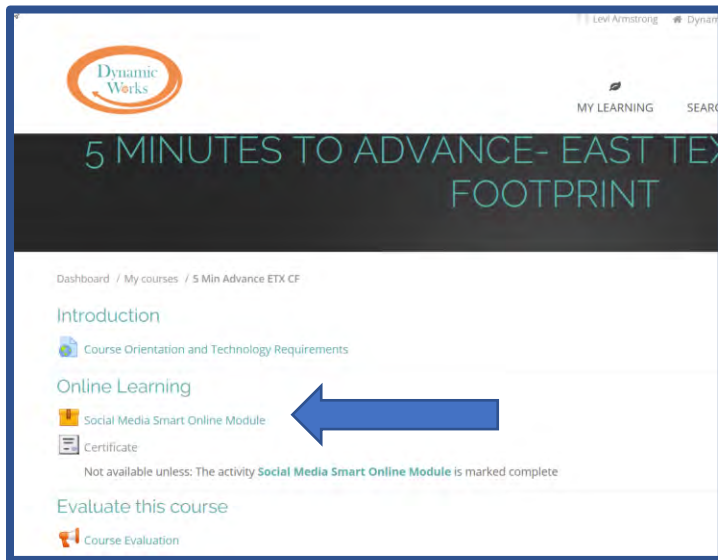 Levi Armstrong Dynam
Dynamic
Works
MY LEARNING SEARC
5 MINUTES TO ADVANCE- EAST TEX
FOOTPRINT
Dashboard / My courses / 5 Min Advance ETX CF
Introduction
Course Orientation and Technology Requirements
Online Learning
Social Media Smart Online Module
Certificate
Not available unless: The activity Social Media Smart Online Module is marked complete
Evaluate this course
Course Evaluation